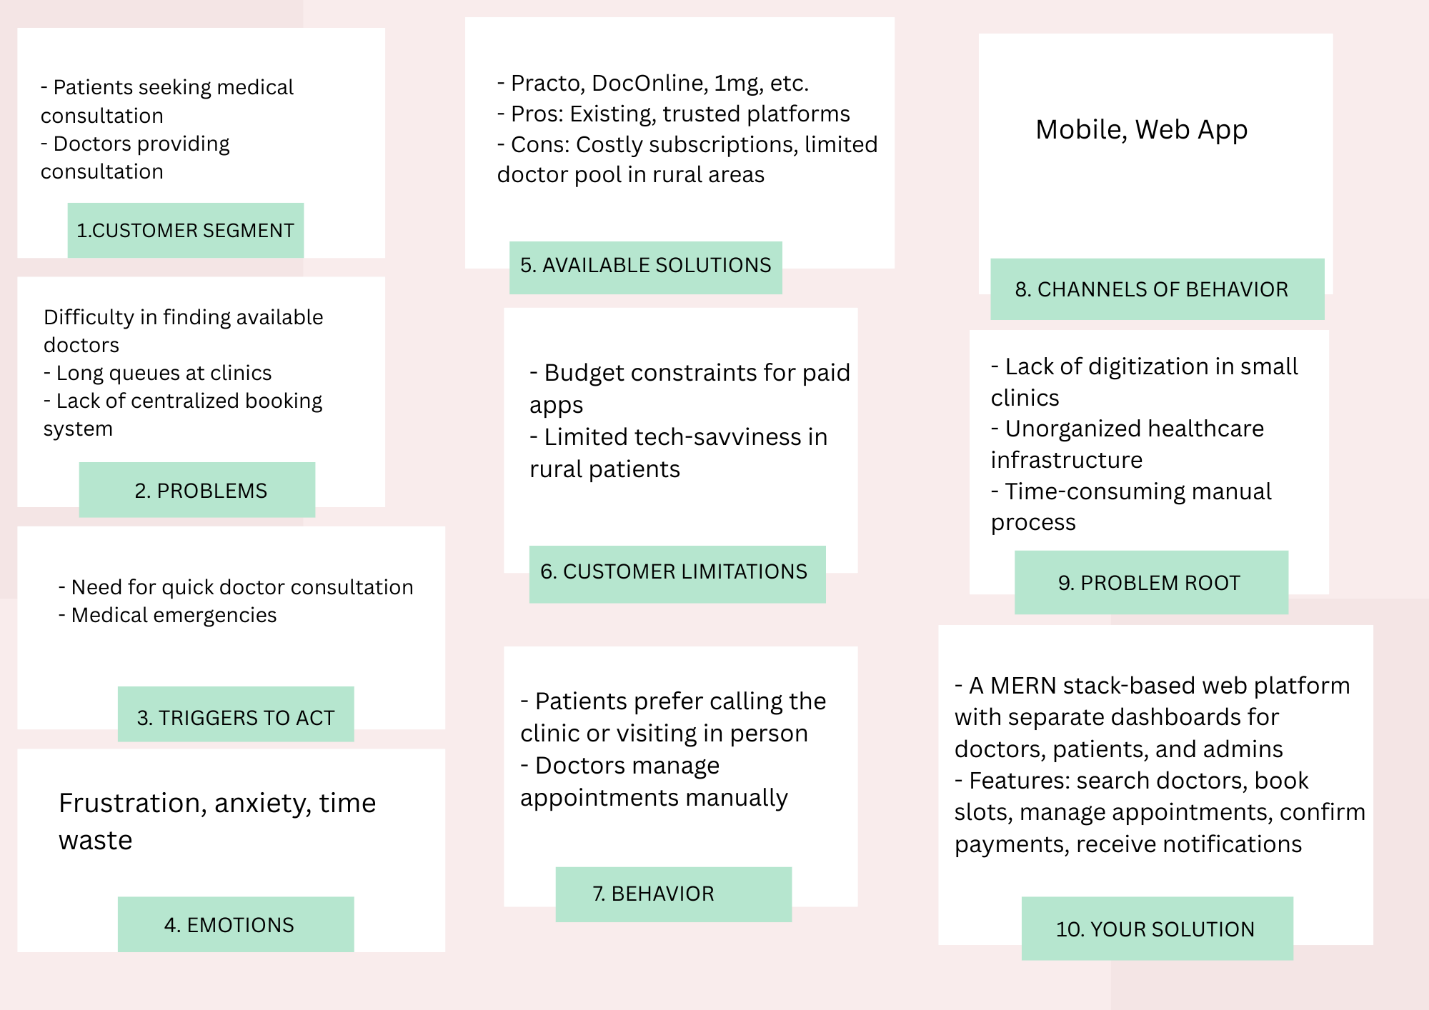 - Patients seeking medical
consultation
- Doctors providing
consultation
1.CUSTOMER SEGMENT
Difficulty in finding available
doctors
- Long queues at clinics
- Lack of centralized booking
system
2. PROBLEMS
- Need for quick doctor consultation
- Medical emergencies
3. TRIGGERS TO ACT
Frustration, anxiety, time
waste
4. EMOTIONS
- Practo, DocOnline, 1mg, etc.
- Pros: Existing, trusted platforms
- Cons: Costly subscriptions, limited
doctor pool in rural areas
5. AVAILABLE SOLUTIONS
- Budget constraints for paid
apps
- Limited tech-savviness in
rural patients
6. CUSTOMER LIMITATIONS
- Patients prefer calling the
clinic or visiting in person
- Doctors manage
appointments manually
7. BEHAVIOR
Mobile, Web App
8. CHANNELS OF BEHAVIOR
- Lack of digitization in small
clinics
- Unorganized healthcare
infrastructure
- Time-consuming manual
process
9. PROBLEM ROOT
- A MERN stack-based web platform
with separate dashboards for
doctors, patients, and admins
- Features: search doctors, book
slots, manage appointments, confirm
payments, receive notifications
10. YOUR SOLUTION